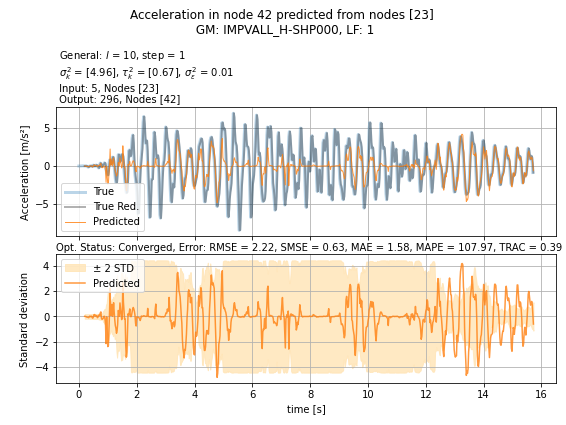 Acceleration in node 42 predicted from nodes [23]
GM: IMPVALL_H-SHP000, LF: 1
General: l = 10, step = 1
σ_k² = [4.96], τ_k² = [0.67], σ_ε² = 0.01
Input: 5, Nodes [23]
Output: 296, Nodes [42]
Acceleration [m/s²]
5
0
−5
True
True Red.
Predicted
Opt. Status: Converged, Error: RMSE = 2.22, SMSE = 0.63, MAE = 1.58, MAPE = 107.97, TRAC = 0.39
Standard deviation
4
2
0
−2
−4
± 2 STD
Predicted
0 2 4 6 8 10 12 14 16
time [s]